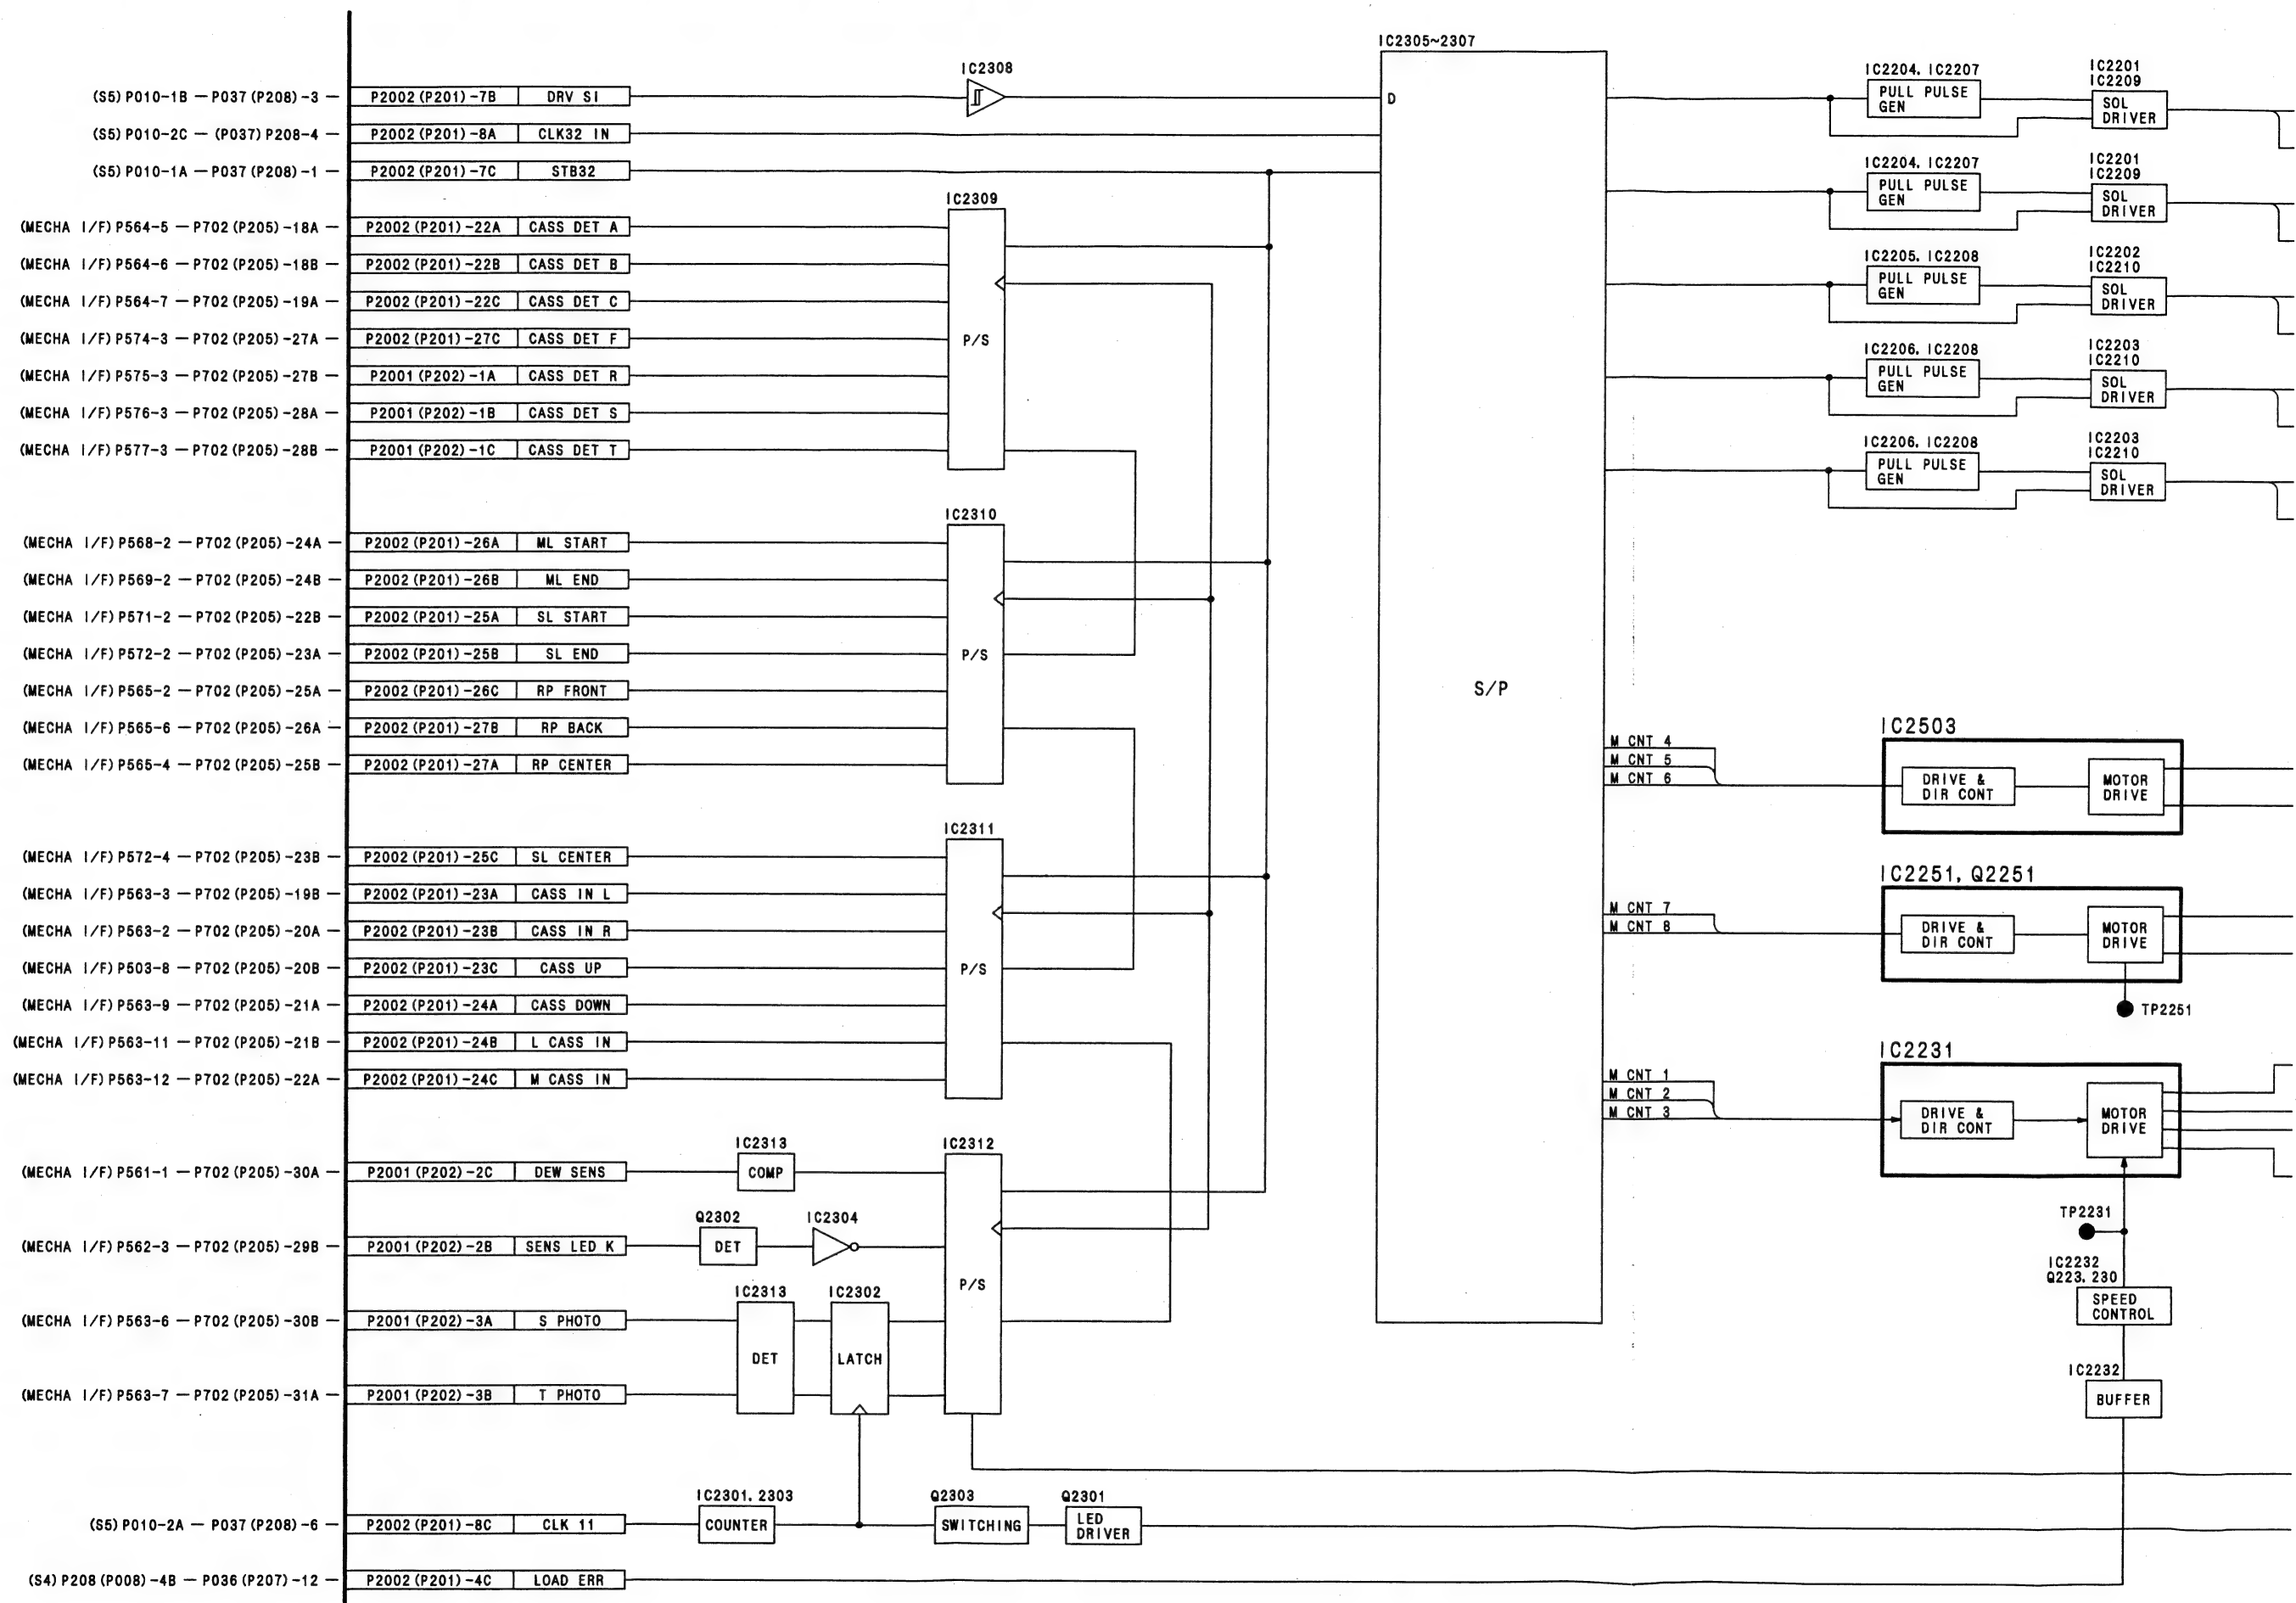 IC2305~2307
IC2308
IC2204, IC2207
IC2201
IC2209
(S5) P010-1B — P037 (P208) -3
P2002 (P201) -7B
DRV SI
D
PULL PULSE
GEN
SOL
DRIVER
(S5) P010-2C — (P037) P208-4
P2002 (P201) -8A
CLK32 IN
(S5) P010-1A — P037 (P208) -1
P2002 (P201) -7C
STB32
IC2204, IC2207
IC2201
IC2209
PULL PULSE
GEN
SOL
DRIVER
IC2309
(MECHA I/F) P564-5 — P702 (P205) -18A
P2002 (P201) -22A
CASS DET A
(MECHA I/F) P564-6 — P702 (P205) -18B
P2002 (P201) -22B
CASS DET B
IC2205, IC2208
IC2202
IC2210
PULL PULSE
GEN
SOL
DRIVER
(MECHA I/F) P564-7 — P702 (P205) -19A
P2002 (P201) -22C
CASS DET C
(MECHA I/F) P574-3 — P702 (P205) -27A
P2002 (P201) -27C
CASS DET F
P/S
IC2206, IC2208
IC2203
IC2210
PULL PULSE
GEN
SOL
DRIVER
(MECHA I/F) P575-3 — P702 (P205) -27B
P2001 (P202) -1A
CASS DET R
(MECHA I/F) P576-3 — P702 (P205) -28A
P2001 (P202) -1B
CASS DET S
(MECHA I/F) P577-3 — P702 (P205) -28B
P2001 (P202) -1C
CASS DET T
IC2206, IC2208
IC2203
IC2210
PULL PULSE
GEN
SOL
DRIVER
IC2310
(MECHA I/F) P568-2 — P702 (P205) -24A
P2002 (P201) -26A
ML START
(MECHA I/F) P569-2 — P702 (P205) -24B
P2002 (P201) -26B
ML END
(MECHA I/F) P571-2 — P702 (P205) -22B
P2002 (P201) -25A
SL START
(MECHA I/F) P572-2 — P702 (P205) -23A
P2002 (P201) -25B
SL END
P/S
(MECHA I/F) P565-2 — P702 (P205) -25A
P2002 (P201) -26C
RP FRONT
S/P
(MECHA I/F) P565-6 — P702 (P205) -26A
P2002 (P201) -27B
RP BACK
(MECHA I/F) P565-4 — P702 (P205) -25B
P2002 (P201) -27A
RP CENTER
M CNT 4
M CNT 5
M CNT 6
IC2503
DRIVE &
DIR CONT
MOTOR
DRIVE
IC2311
(MECHA I/F) P572-4 — P702 (P205) -23B
P2002 (P201) -25C
SL CENTER
(MECHA I/F) P563-3 — P702 (P205) -19B
P2002 (P201) -23A
CASS IN L
(MECHA I/F) P563-2 — P702 (P205) -20A
P2002 (P201) -23B
CASS IN R
M CNT 7
M CNT 8
IC2251, Q2251
DRIVE &
DIR CONT
MOTOR
DRIVE
(MECHA I/F) P503-8 — P702 (P205) -20B
P2002 (P201) -23C
CASS UP
P/S
(MECHA I/F) P563-9 — P702 (P205) -21A
P2002 (P201) -24A
CASS DOWN
TP2251
(MECHA I/F) P563-11 — P702 (P205) -21B
P2002 (P201) -24B
L CASS IN
(MECHA I/F) P563-12 — P702 (P205) -22A
P2002 (P201) -24C
M CASS IN
M CNT 1
M CNT 2
M CNT 3
IC2231
DRIVE &
DIR CONT
MOTOR
DRIVE
IC2313
IC2312
(MECHA I/F) P561-1 — P702 (P205) -30A
P2001 (P202) -2C
DEW SENS
COMP
Q2302
IC2304
TP2231
(MECHA I/F) P562-3 — P702 (P205) -29B
P2001 (P202) -2B
SENS LED K
DET
P/S
IC2232
Q223, 230
SPEED
CONTROL
IC2313
IC2302
(MECHA I/F) P563-6 — P702 (P205) -30B
P2001 (P202) -3A
S PHOTO
DET
LATCH
(MECHA I/F) P563-7 — P702 (P205) -31A
P2001 (P202) -3B
T PHOTO
IC2232
BUFFER
IC2301, 2303
Q2303
Q2301
(S5) P010-2A — P037 (P208) -6
P2002 (P201) -8C
CLK 11
COUNTER
SWITCHING
LED
DRIVER
(S4) P208 (P008) -4B — P036 (P207) -12
P2002 (P201) -4C
LOAD ERR